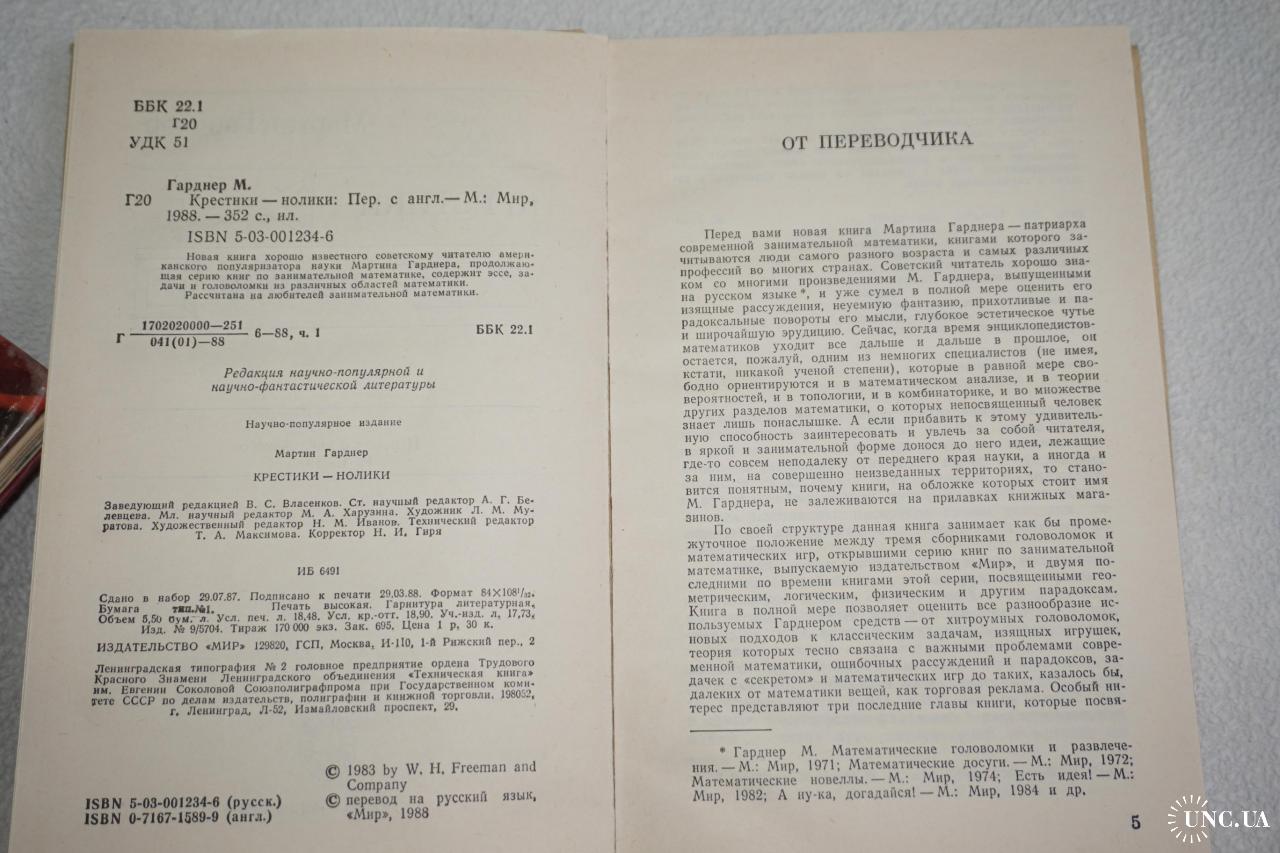 ББК 22.1
Г20
УДК 51
Гарднер М.
Г20 Крестики — нолики: Пер. с англ.— М.: Мир,
1988. — 352 с., ил.
ISBN 5-03-001234-6
Новая книга хорошо известного советскому читателю амери-
канского популяризатора науки Мартина Гарднера, продолжаю-
щая серию книг по занимательной математике, содержит эссе, за-
дачи и головоломки из различных областей математики.
Рассчитана на любителей занимательной математики.
Г 1702020000—251
041(01)—88 6—88, ч. 1 ББК 22.1
Редакция научно-популярной и
научно-фантастической литературы
Научно-популярное издание
Мартин Гарднер
КРЕСТИКИ — НОЛИКИ
Заведующий редакцией В. С. Власенков. Ст. научный редактор А. Г. Бе-
левцева. Мл. научный редактор М. А. Харузина. Художник Л. М. Му-
ратова. Художественный редактор Н. М. Иванов. Технический редактор
Т. А. Максимова. Корректор Н. И. Гиря
ИБ 6491
Сдано в набор 29.07.87. Подписано к печати 29.03.88. Формат 84×108¹/₃₂.
Бумага тип.№1. Печать высокая. Гарнитура литературная.
Объем 5,50 бум. л. Усл. печ. л. 18,48. Усл. кр.-отт. 18,90. Уч.-изд. л. 17,73.
Изд. № 9/5704. Тираж 170 000 экз. Зак. 695. Цена 1 р. 30 к.
ИЗДАТЕЛЬСТВО «МИР» 129820, ГСП, Москва, И-110, 1-й Рижский пер., 2
Ленинградская типография № 2 головное предприятие ордена Трудового
Красного Знамени Ленинградского объединения «Техническая книга»
им. Евгении Соколовой Союзполиграфпрома при Государственном коми-
тете СССР по делам издательств, полиграфии и книжной торговли. 198052,
г. Ленинград, Л-52, Измайловский проспект, 29.
© 1983 by W. H. Freeman and
Company
© перевод на русский язык,
«Мир», 1988
ISBN 5-03-001234-6 (русск.)
ISBN 0-7167-1589-9 (англ.)
ОТ ПЕРЕВОДЧИКА
Перед вами новая книга Мартина Гарднера — патриарха
современной занимательной математики, книгами которого за-
читываются люди самого разного возраста и самых различных
профессий во многих странах. Советский читатель хорошо зна-
ком со многими произведениями М. Гарднера, выпущенными
на русском языке *, и уже сумел в полной мере оценить его
изящные рассуждения, неуемную фантазию, прихотливые и па-
радоксальные повороты его мысли, глубокое эстетическое чутье
и широчайшую эрудицию. Сейчас, когда время энциклопедистов-
математиков уходит все дальше и дальше в прошлое, он
остается, пожалуй, одним из немногих специалистов (не имея,
кстати, никакой ученой степени), которые в равной мере сво-
бодно ориентируются и в математическом анализе, и в теории
вероятностей, и в топологии, и в комбинаторике, и во множестве
других разделов математики, о которых непосвященный человек
знает лишь понаслышке. А если прибавить к этому удивитель-
ную способность заинтересовать и увлечь за собой читателя,
в яркой и занимательной форме донося до него идеи, лежащие
где-то совсем неподалеку от переднего края науки, а иногда и
за ним, на совершенно неизведанных территориях, то стано-
вится понятным, почему книги, на обложке которых стоит имя
М. Гарднера, не залеживаются на прилавках книжных мага-
зинов.
По своей структуре данная книга занимает как бы проме-
жуточное положение между тремя сборниками головоломок и
математических игр, открывшими серию книг по занимательной
математике, выпускаемую издательством «Мир», и двумя по-
следними по времени книгами этой серии, посвященными гео-
метрическим, логическим, физическим и другим парадоксам.
Книга в полной мере позволяет оценить все разнообразие ис-
пользуемых Гарднером средств — от хитроумных головоломок,
новых подходов к классическим задачам, изящных игрушек,
теория которых тесно связана с важными проблемами совре-
менной математики, ошибочных рассуждений и парадоксов, за-
дачек с «секретом» и математических игр до таких, казалось бы,
далеких от математики вещей, как торговая реклама. Особый ин-
терес представляют три последние главы книги, которые посвя-
* Гарднер М. Математические головоломки и развлече-
ния. — М.: Мир, 1971; Математические досуги. — М.: Мир, 1972;
Математические новеллы. — М.: Мир, 1974; Есть идея! — М.:
Мир, 1982; А ну-ка, догадайся! — М.: Мир, 1984 и др.
5
UNC.UA